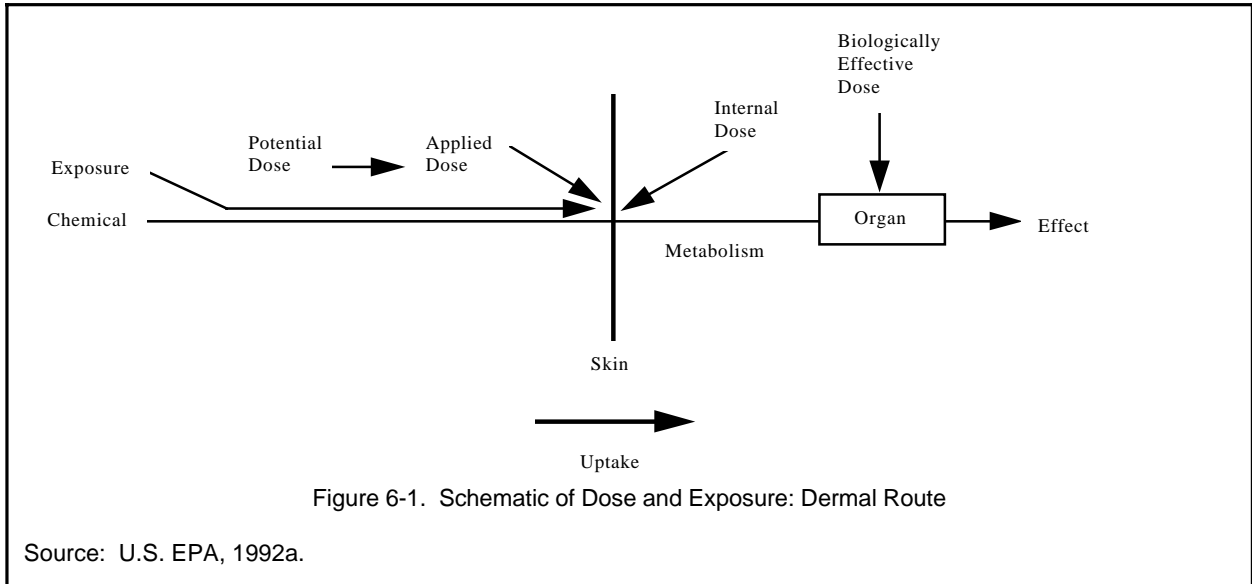 Biologically
Effective
Dose
Internal
Dose
Potential
Dose
Applied
Dose
Exposure
Chemical
Organ
Effect
Metabolism
Skin
Uptake
Figure 6-1. Schematic of Dose and Exposure: Dermal Route
Source: U.S. EPA, 1992a.